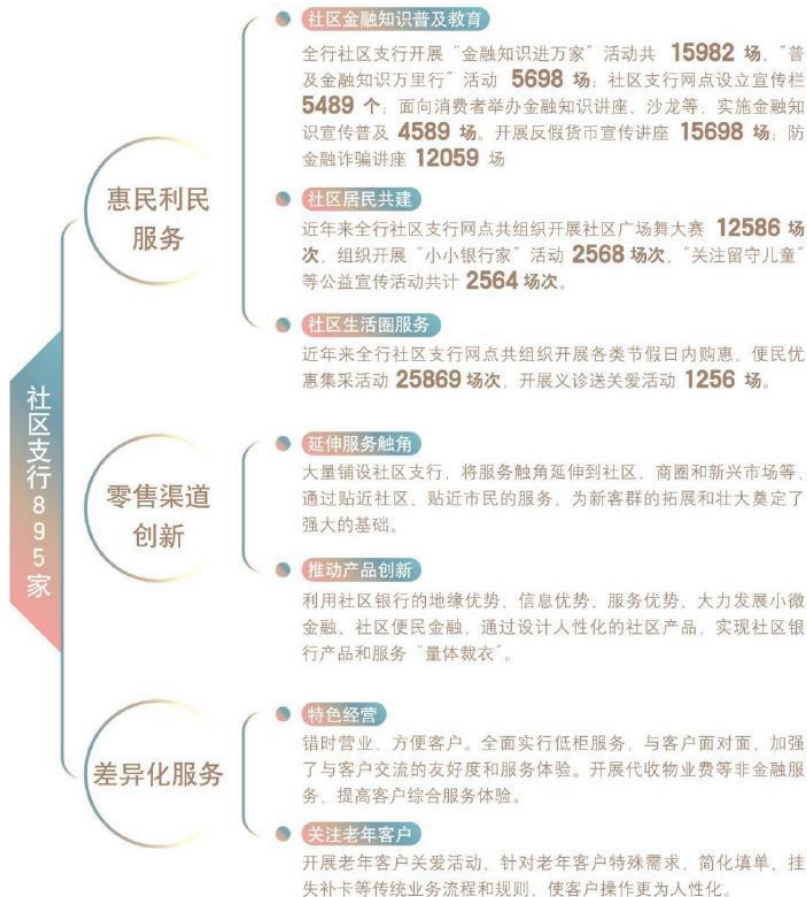 社区支行895家
惠民利民
服务
社区金融知识普及教育
全行社区支行开展“金融知识进万家”活动共 15982 场、“普
及金融知识万里行”活动 5698 场；社区支行网点设立宣传栏
5489 个；面向消费者举办金融知识讲座、沙龙等，实施金融知
识宣传普及 4589 场。开展反假货币宣传讲座 15698 场；防
金融诈骗讲座 12059 场
社区居民共建
近年来全行社区支行网点共组织开展社区广场舞大赛 12586 场
次，组织开展“小小银行家”活动 2568 场次，“关注留守儿童”
等公益宣传活动共计 2564 场次。
社区生活圈服务
近年来全行社区支行网点共组织开展各类节假日内购惠、便民优
惠集采活动 25869 场次，开展义诊送关爱活动 1256 场。
零售渠道
创新
延伸服务触角
大量铺设社区支行，将服务触角延伸到社区、商圈和新兴市场等，
通过贴近社区、贴近市民的服务，为新客群的拓展和壮大奠定了
强大的基础。
推动产品创新
利用社区银行的地缘优势、信息优势、服务优势，大力发展小微
金融、社区便民金融，通过设计人性化的社区产品，实现社区银
行产品和服务“量体裁衣”。
差异化服务
特色经营
错时营业，方便客户。全面实行低柜服务，与客户面对面，加强
了与客户交流的友好度和服务体验。开展代收物业费等非金融服
务，提高客户综合服务体验。
关注老年客户
开展老年客户关爱活动，针对老年客户特殊需求，简化填单、挂
失补卡等传统业务流程和规则，使客户操作更为人性化。